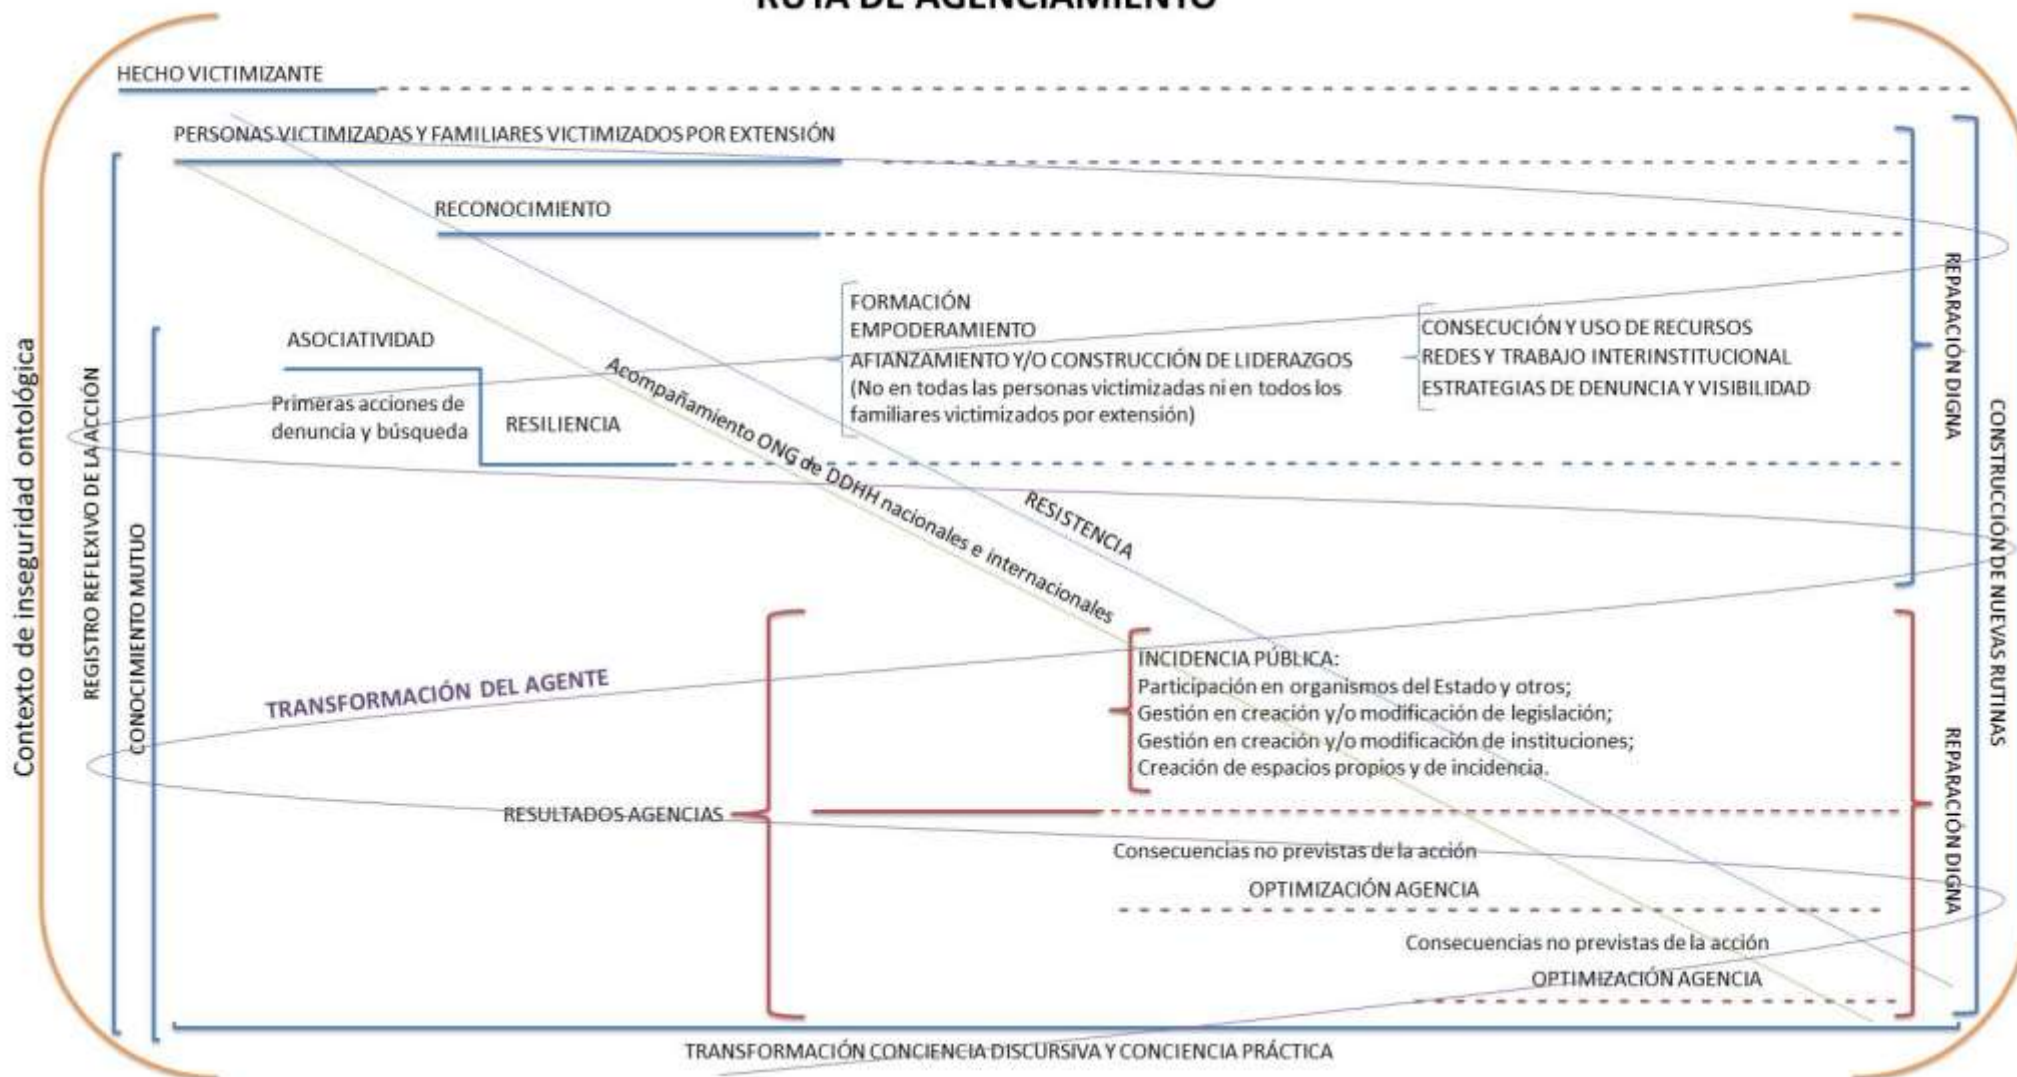 RUTA DE AGENCIAMIENTO
HECHO VICTIMIZANTE
PERSONAS VICTIMIZADAS Y FAMILIARES VICTIMIZADOS POR EXTENSIÓN
RECONOCIMIENTO
ASOCIATIVIDAD
Primeras acciones de
denuncia y búsqueda
RESILIENCIA
FORMACIÓN
EMPODERAMIENTO
AFIANZAMIENTO Y/O CONSTRUCCIÓN DE LIDERAZGOS
(No en todas las personas victimizadas ni en todos los
familiares victimizados por extensión)
CONSECUCIÓN Y USO DE RECURSOS
REDES Y TRABAJO INTERINSTITUCIONAL
ESTRATEGIAS DE DENUNCIA Y VISIBILIDAD
Acompañamiento ONG de DDHH nacionales e internacionales
RESISTENCIA
Contexto de inseguridad ontológica
REGISTRO REFLEXIVO DE LA ACCIÓN
CONOCIMIENTO MUTUO
REPARACIÓN DIGNA
CONSTRUCCIÓN DE NUEVAS RUTINAS
TRANSFORMACIÓN DEL AGENTE
RESULTADOS AGENCIAS
INCIDENCIA PÚBLICA:
Participación en organismos del Estado y otros;
Gestión en creación y/o modificación de legislación;
Gestión en creación y/o modificación de instituciones;
Creación de espacios propios y de incidencia.
REPARACIÓN DIGNA
Consecuencias no previstas de la acción
OPTIMIZACIÓN AGENCIA
Consecuencias no previstas de la acción
OPTIMIZACIÓN AGENCIA
TRANSFORMACIÓN CONCIENCIA DISCURSIVA Y CONCIENCIA PRÁCTICA